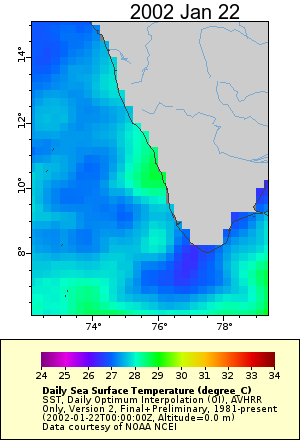 2002 Jan 22
14°
12°
10°
8°
74° 76° 78°
24 25 26 27 28 29 30 31 32 33 34
Daily Sea Surface Temperature (degree_C)
SST, Daily Optimum Interpolation (OI), AVHRR
Only, Version 2, Final+Preliminary, 1981-present
(2002-01-22T00:00:00Z, Altitude=0.0 m)
Data courtesy of NOAA NCEI